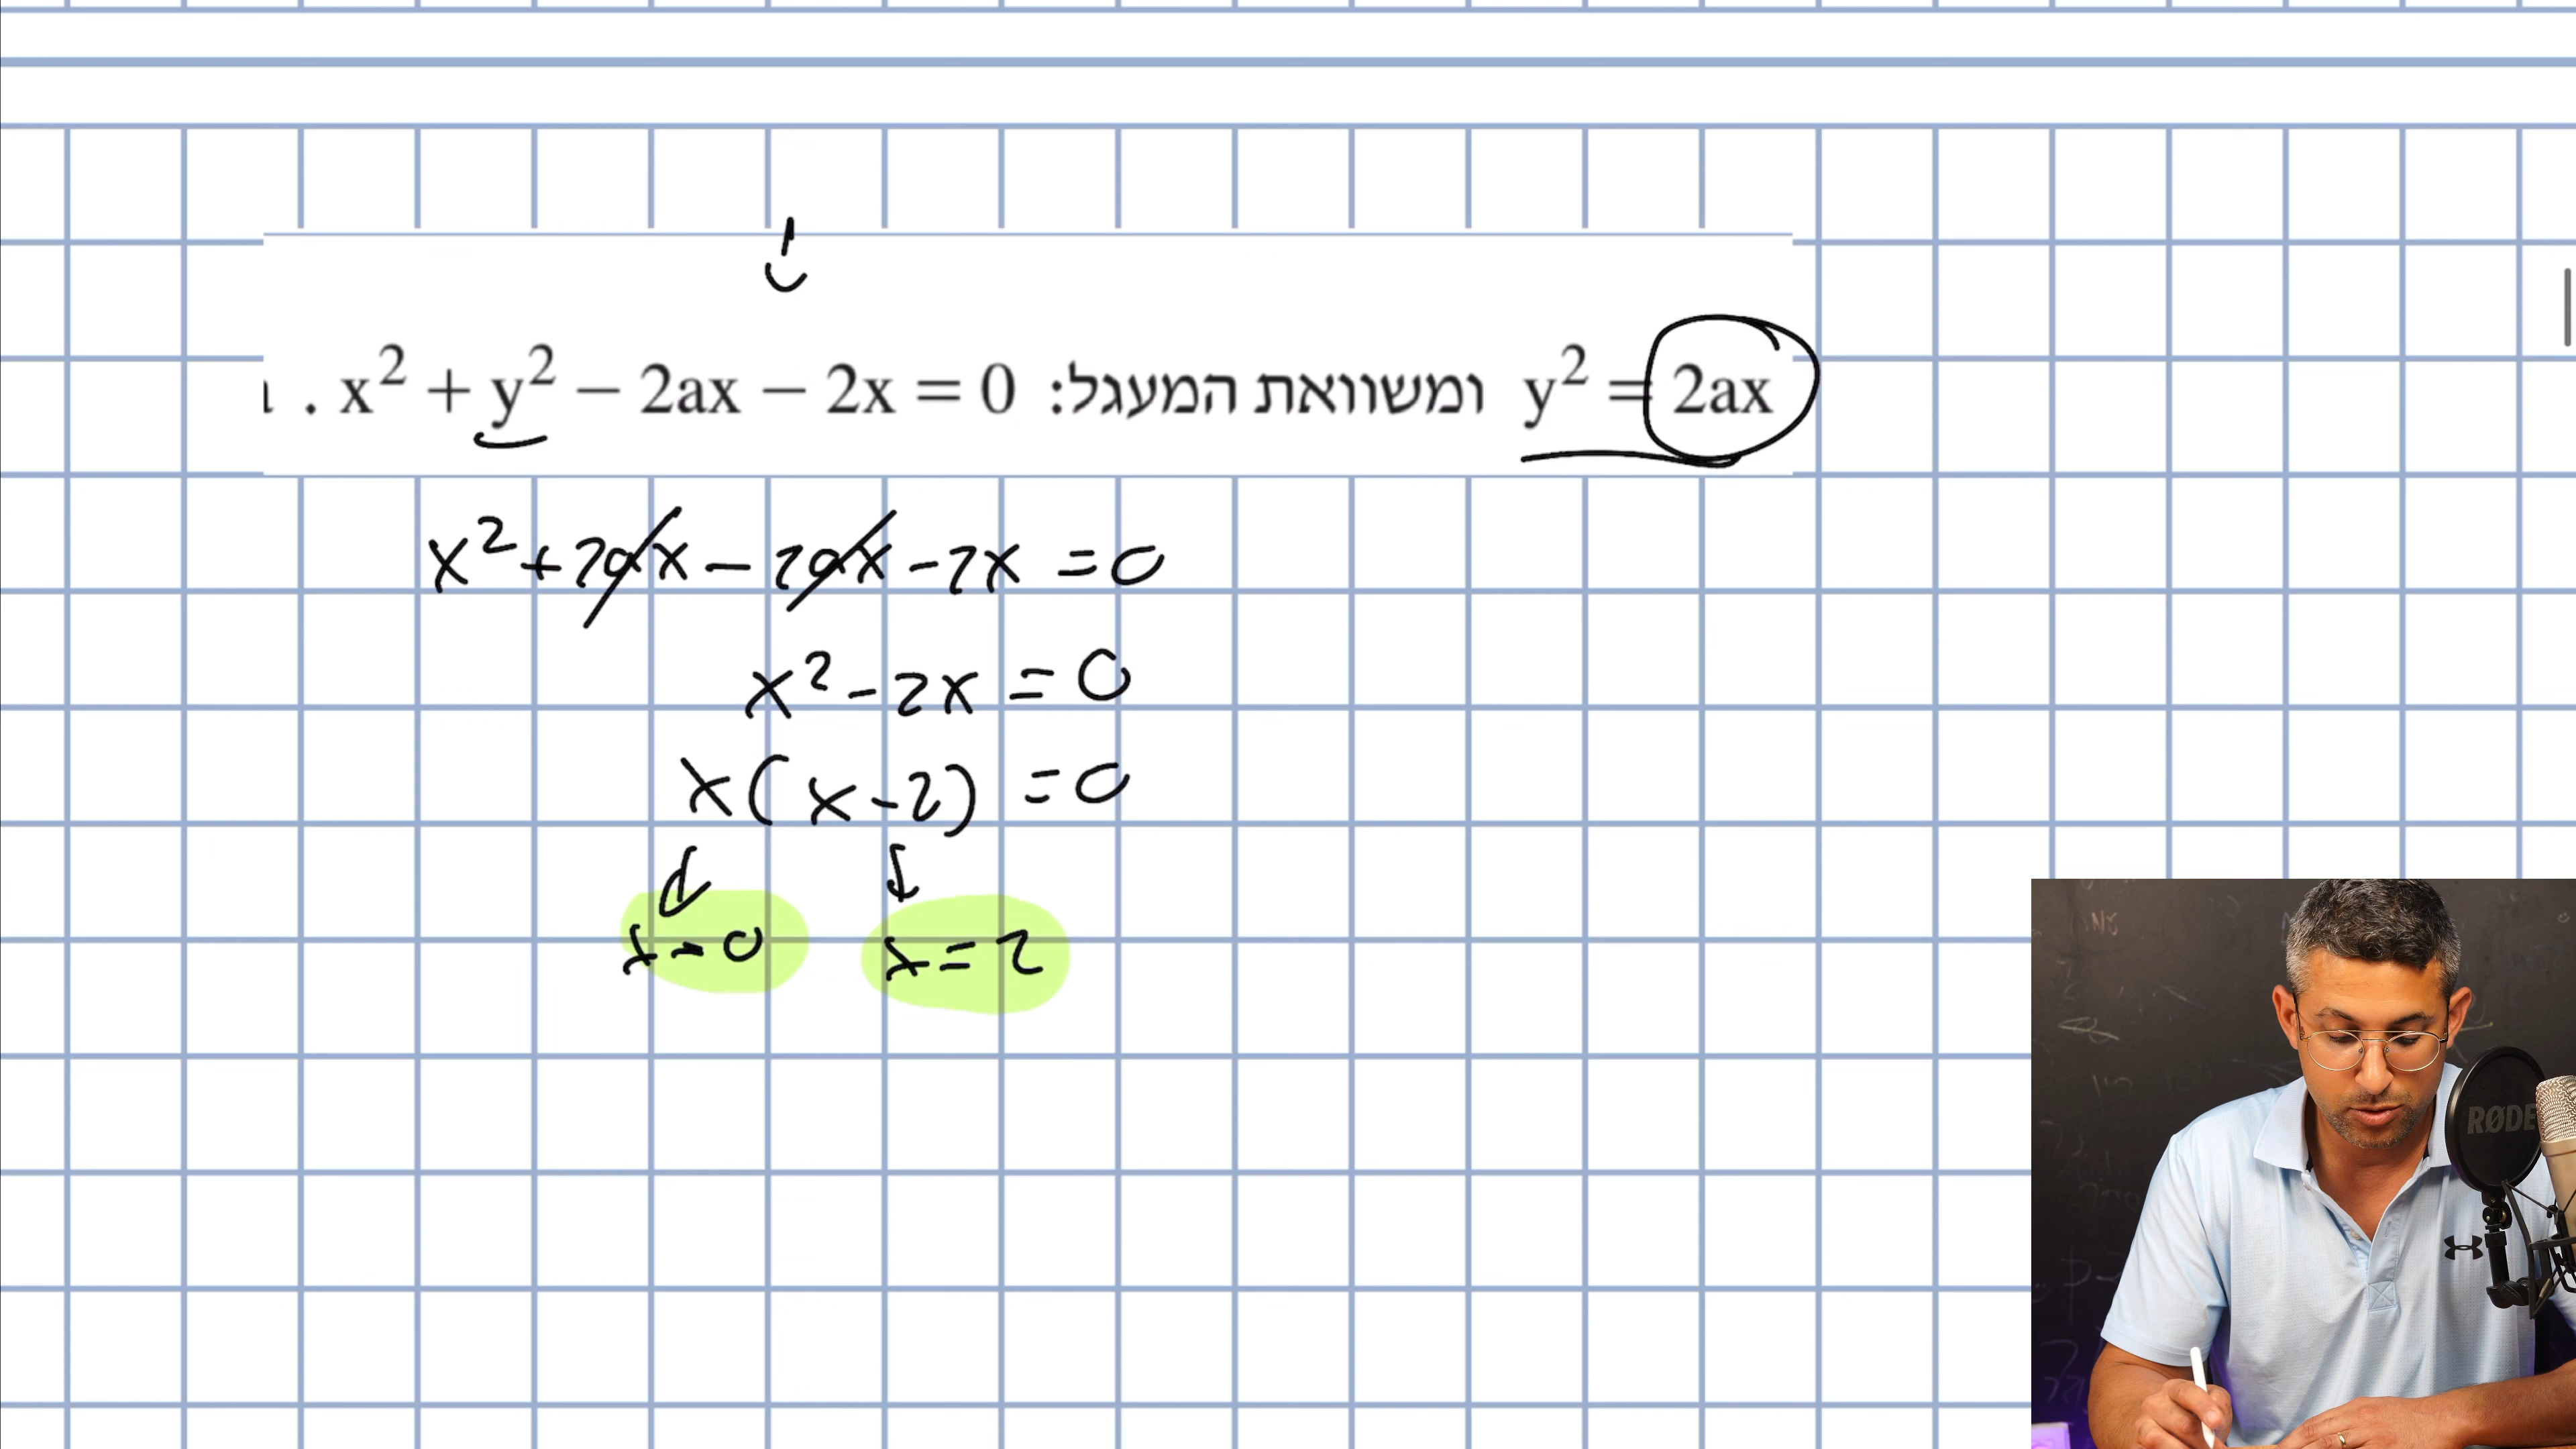 . x² + y² − 2ax − 2x = 0 ומשוואת המעגל: y² = 2ax
x² + 2ax − 2ax − 2x = 0
x² − 2x = 0
x(x − 2) = 0
x = 0 x = 2
RØDE